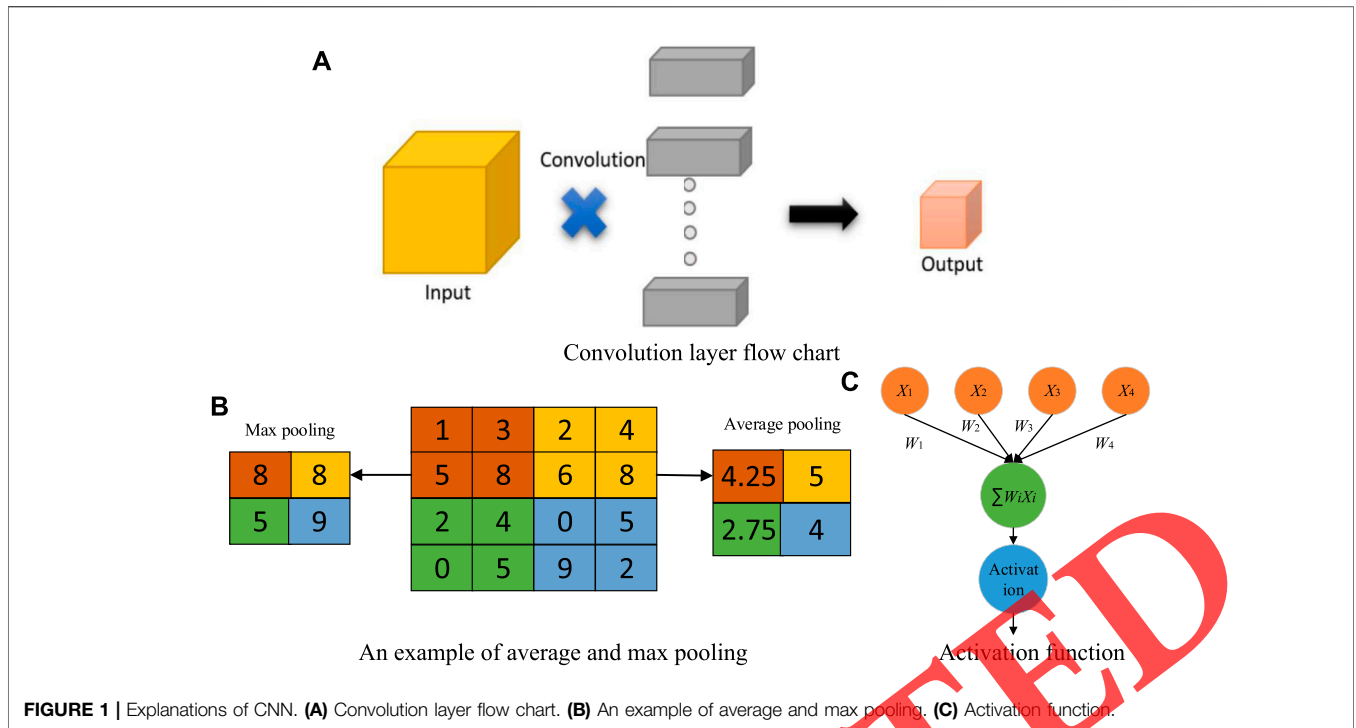 A
Convolution
Input
Output
Convolution layer flow chart
B
Max pooling
8 8
5 9
1 3 2 4
5 8 6 8
2 4 0 5
0 5 9 2
Average pooling
4.25 5
2.75 4
An example of average and max pooling
C
X1 X2 X3 X4
W1 W2 W3 W4
∑WiXi
Activat
ion
Activation function
TED
FIGURE 1 | Explanations of CNN. (A) Convolution layer flow chart. (B) An example of average and max pooling. (C) Activation function.